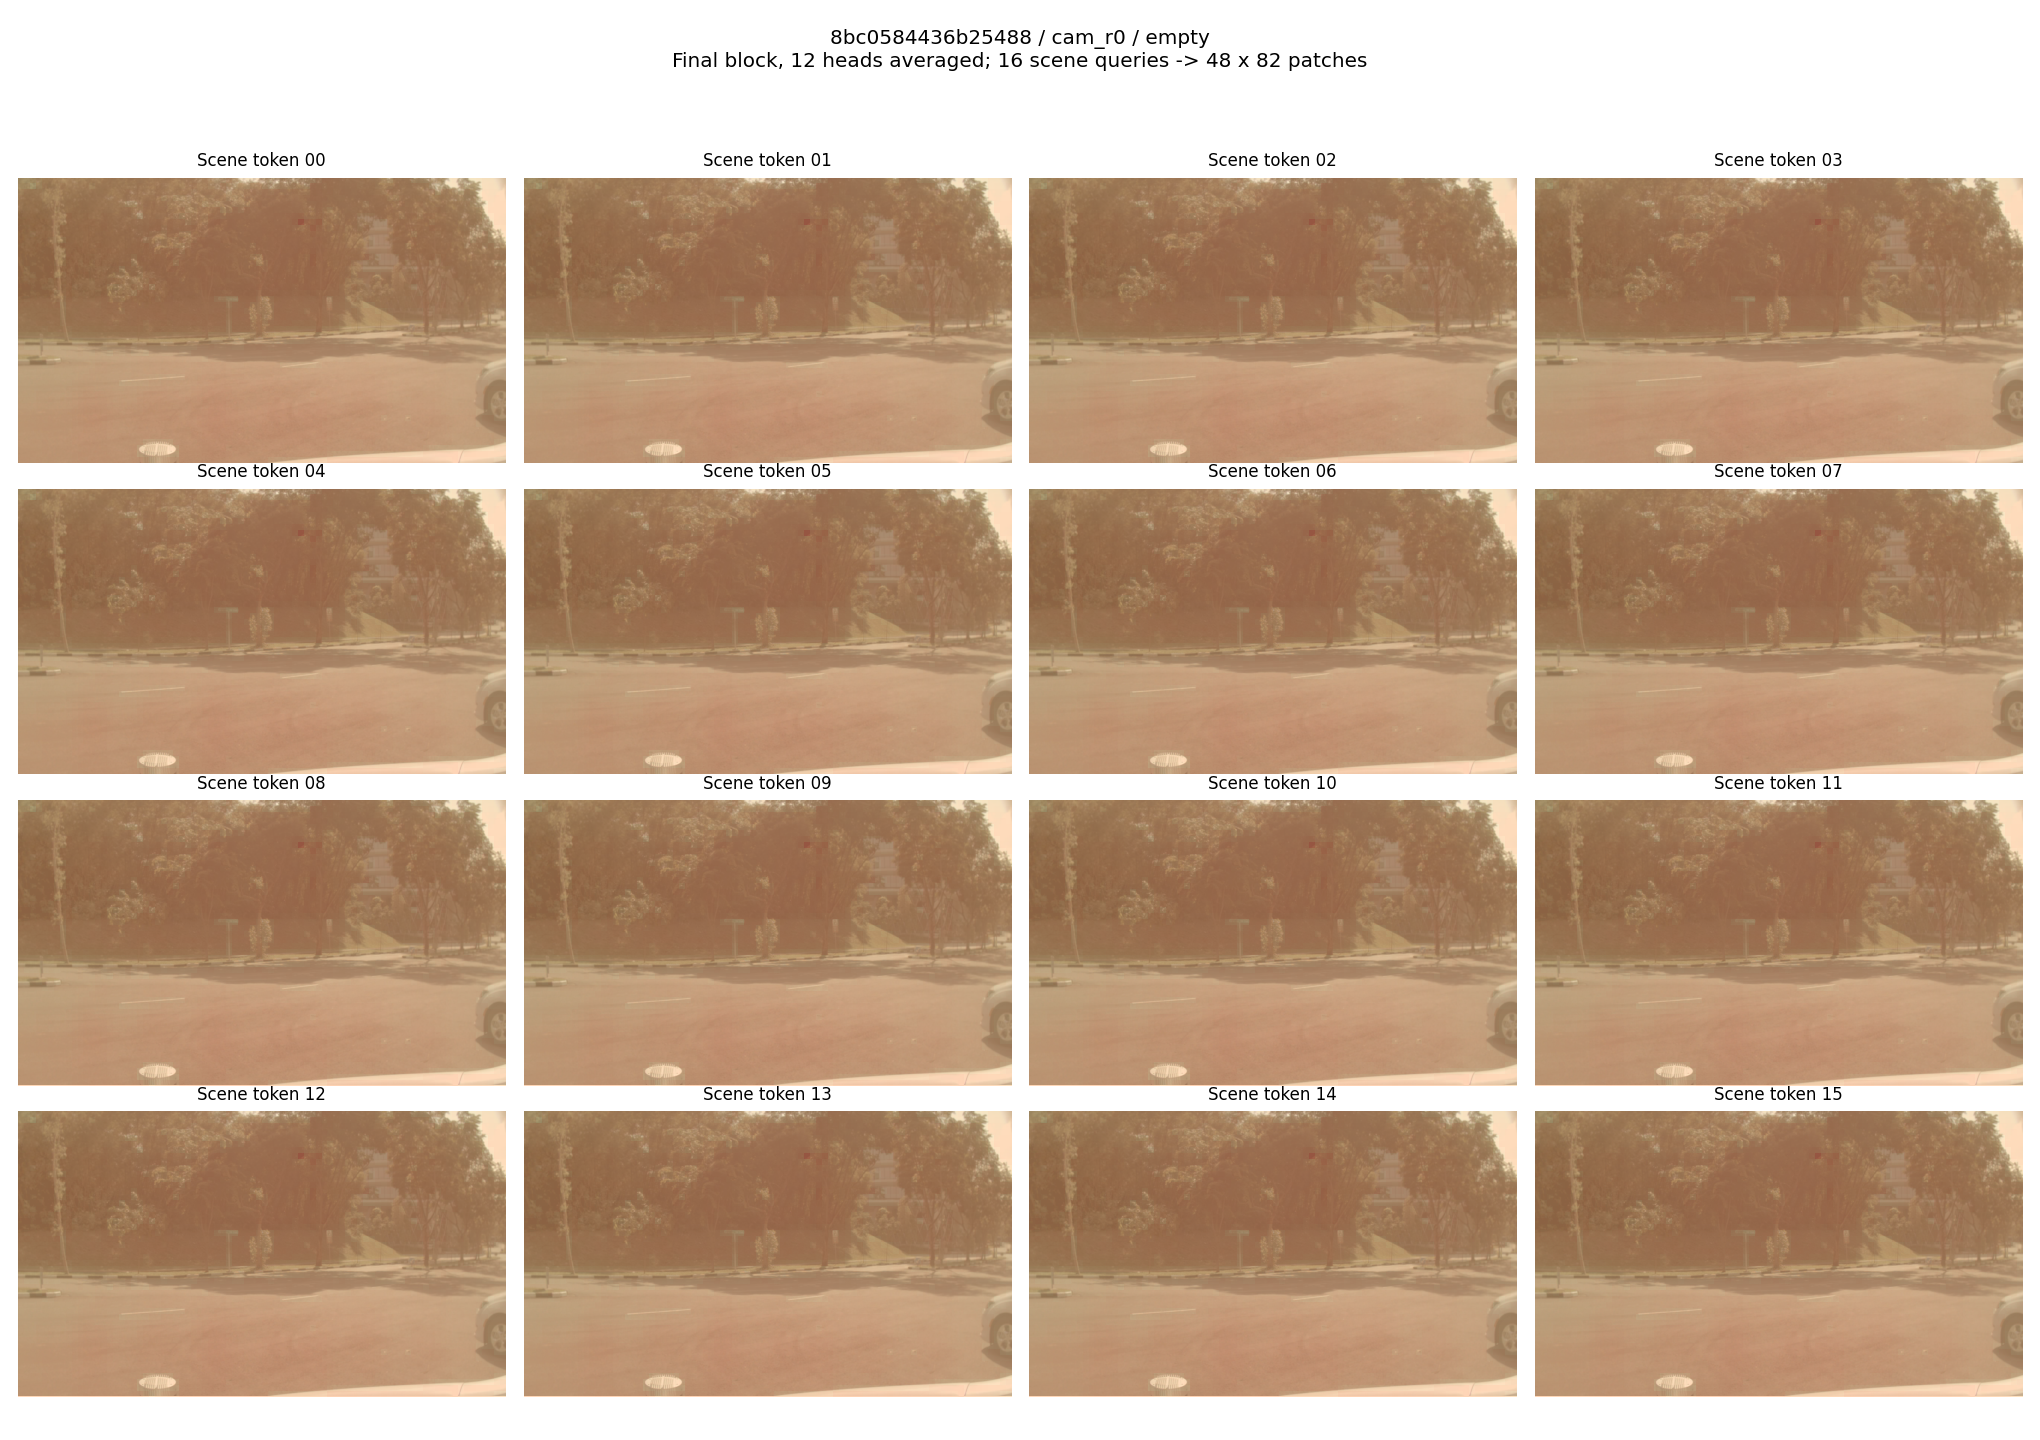 8bc0584436b25488 / cam_r0 / empty
Final block, 12 heads averaged; 16 scene queries -> 48 x 82 patches
Scene token 00
Scene token 01
Scene token 02
Scene token 03
Scene token 04
Scene token 05
Scene token 06
Scene token 07
Scene token 08
Scene token 09
Scene token 10
Scene token 11
Scene token 12
Scene token 13
Scene token 14
Scene token 15